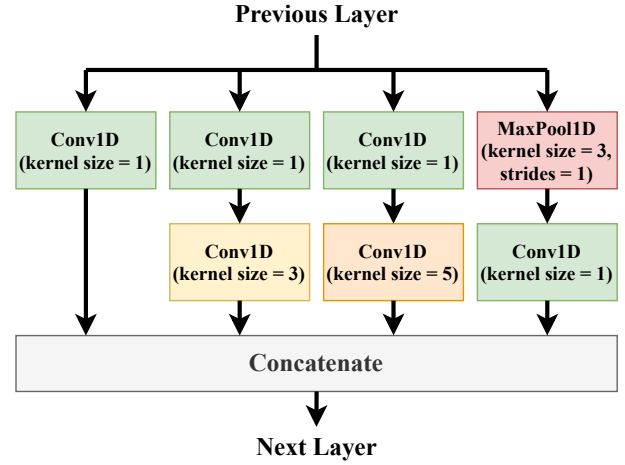 Previous Layer
Conv1D
(kernel size = 1)
Conv1D
(kernel size = 1)
Conv1D
(kernel size = 1)
MaxPool1D
(kernel size = 3,
strides = 1)
Conv1D
(kernel size = 3)
Conv1D
(kernel size = 5)
Conv1D
(kernel size = 1)
Concatenate
Next Layer